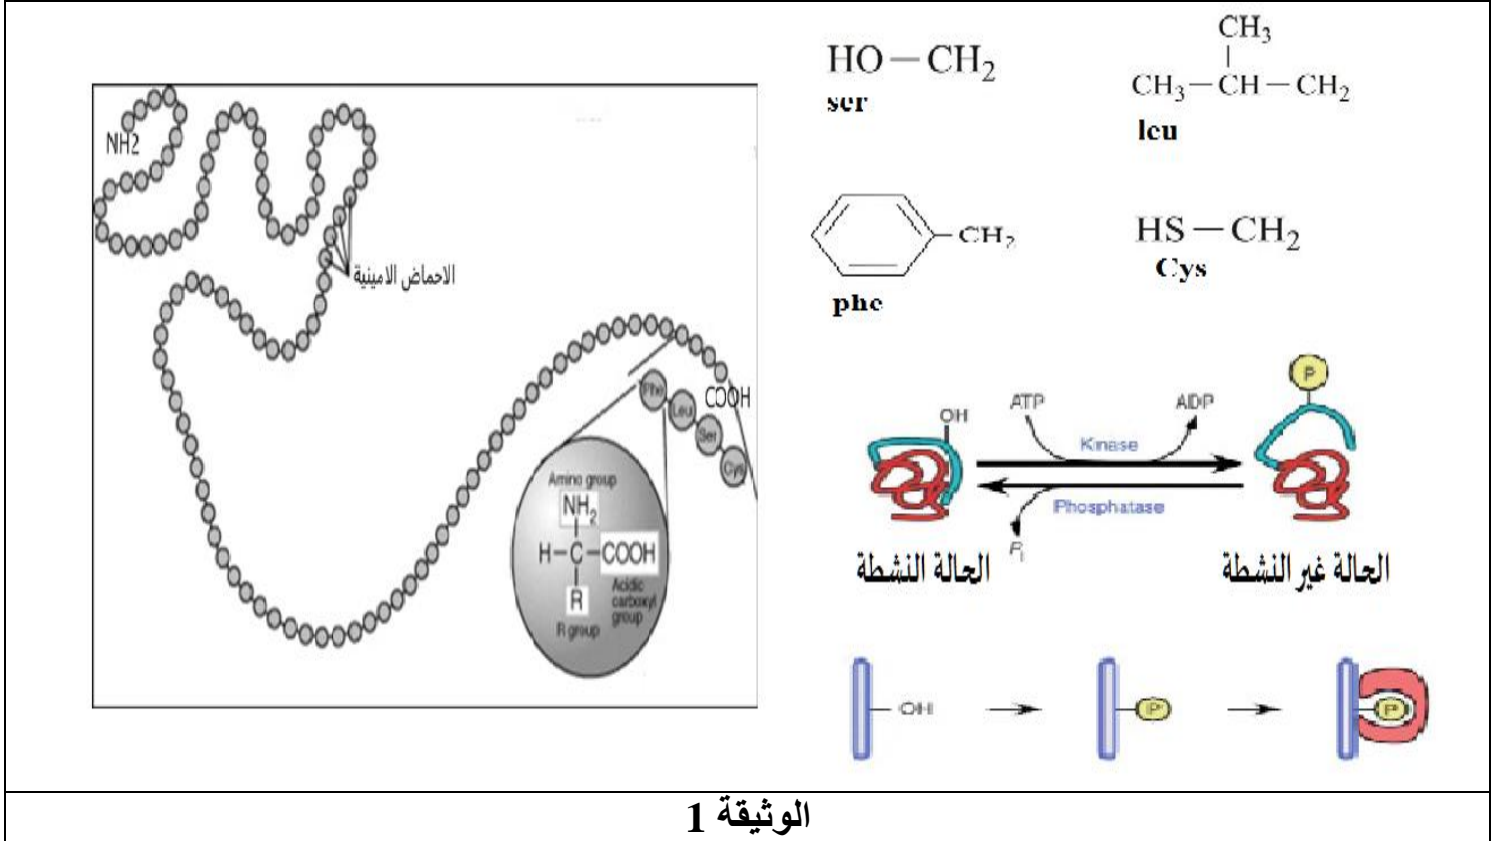 NH2
الاحماض الامينية
COOH
Phe
Leu
Ser
Cys
Amino group
NH2
H–C–COOH
R
Acidic
carboxyl
group
R group
HO – CH2
ser
CH3
CH3–CH–CH2
leu
CH2
phe
HS – CH2
Cys
OH
ATP
ADP
Kinase
Phosphatase
Pi
P
الحالة النشطة
الحالة غير النشطة
OH
P
P
الوثيقة 1